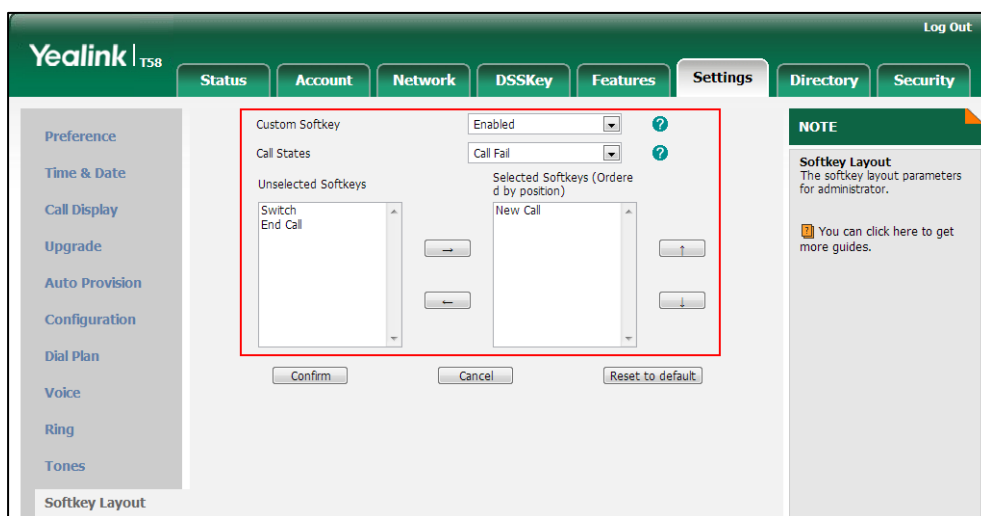 Log Out
Yealink T58
Status Account Network DSSKey Features Settings Directory Security
Preference
Time & Date
Call Display
Upgrade
Auto Provision
Configuration
Dial Plan
Voice
Ring
Tones
Softkey Layout
Custom Softkey Enabled ?
Call States Call Fail ?
Unselected Softkeys
Selected Softkeys (Ordere
d by position)
Switch
End Call
New Call
→
←
↑
↓
Confirm Cancel Reset to default
NOTE
Softkey Layout
The softkey layout parameters
for administrator.
? You can click here to get
more guides.